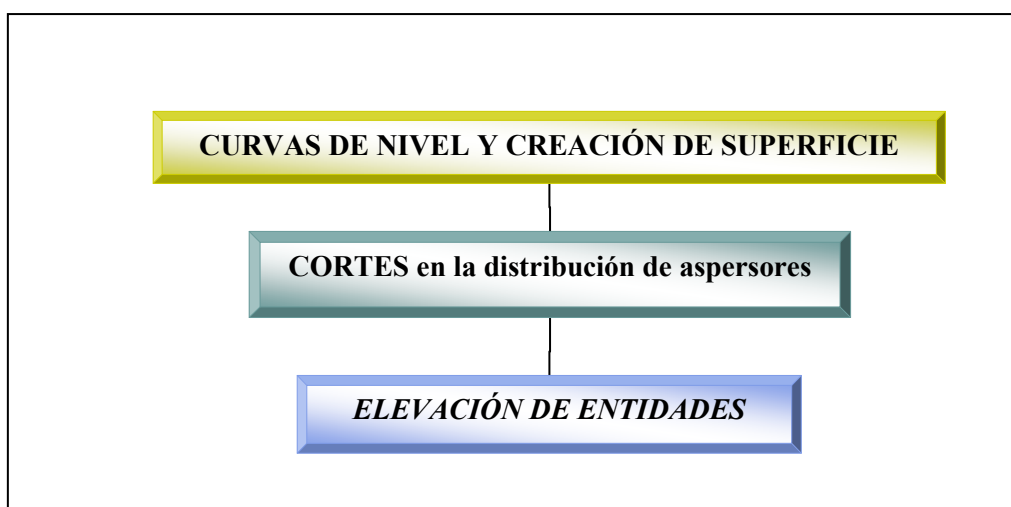 CURVAS DE NIVEL Y CREACIÓN DE SUPERFICIE
CORTES en la distribución de aspersores
ELEVACIÓN DE ENTIDADES